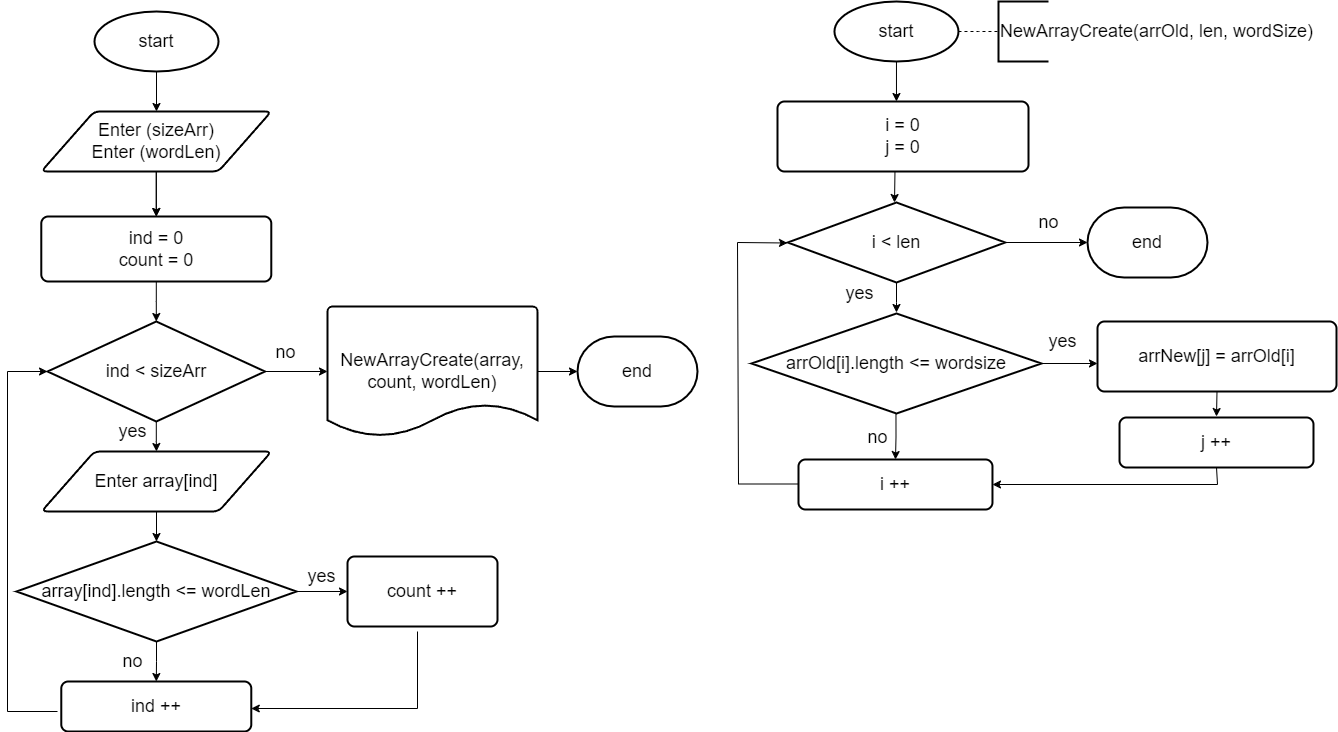 start
Enter (sizeArr)
Enter (wordLen)
ind = 0
count = 0
ind < sizeArr
no
NewArrayCreate(array,
count, wordLen)
end
yes
Enter array[ind]
array[ind].length <= wordLen
yes
count ++
no
ind ++
start
NewArrayCreate(arrOld, len, wordSize)
i = 0
j = 0
i < len
no
end
yes
arrOld[i].length <= wordsize
yes
arrNew[j] = arrOld[i]
j ++
no
i ++